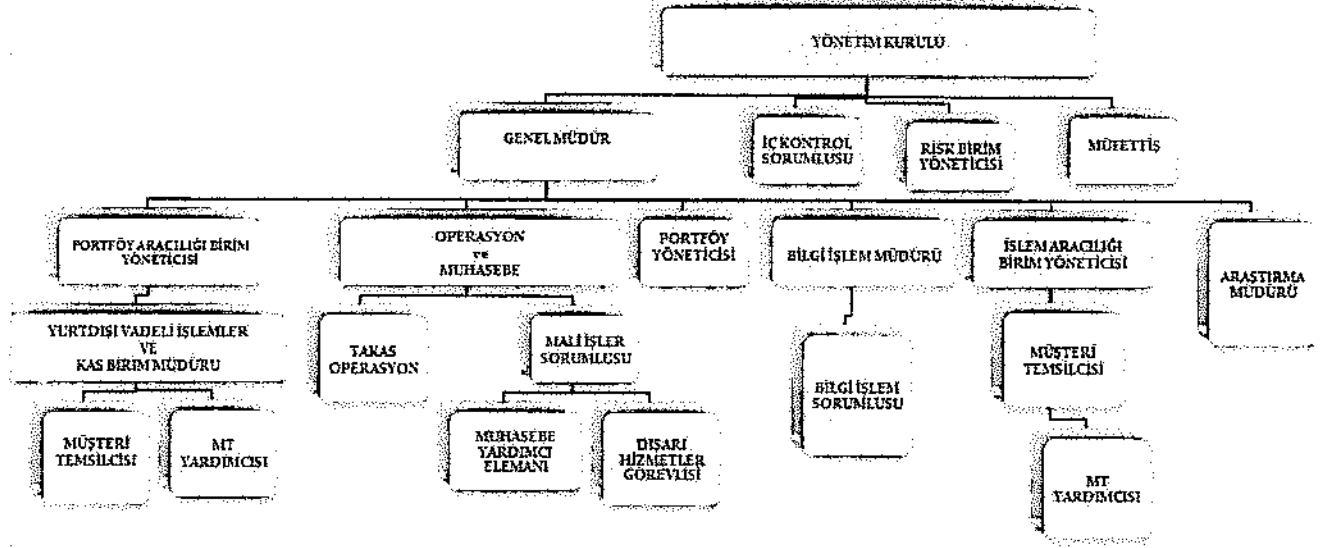 YÖNETİM KURULU
GENEL MÜDÜR
İÇ KONTROL
SORUMLUSU
RİSK BİRİM
YÖNETİCİSİ
MÜFETTİŞ
PORTFÖY ARACILIĞI BİRİM
YÖNETİCİSİ
OPERASYON
ve
MUHASEBE
PORTFÖY
YÖNETİCİSİ
BİLGİ İŞLEM MÜDÜRÜ
İŞLEM ARACILIĞI
BİRİM YÖNETİCİSİ
ARAŞTIRMA
MÜDÜRÜ
YURTDIŞI VADELİ İŞLEMLER
VE
KAS BİRİM MÜDÜRU
TAKAS
OPERASYON
MALİ İŞLER
SORUMLUSU
BİLGİ İŞLEM
SORUMLUSU
MÜŞTERİ
TEMSİLCİSİ
MÜŞTERİ
TEMSİLCİSİ
MT
YARDIMCISI
MUHASEBE
YARDIMCI
ELEMANI
DIŞARI
HİZMETLER
GÖREVLİSİ
MT
YARDIMCISI